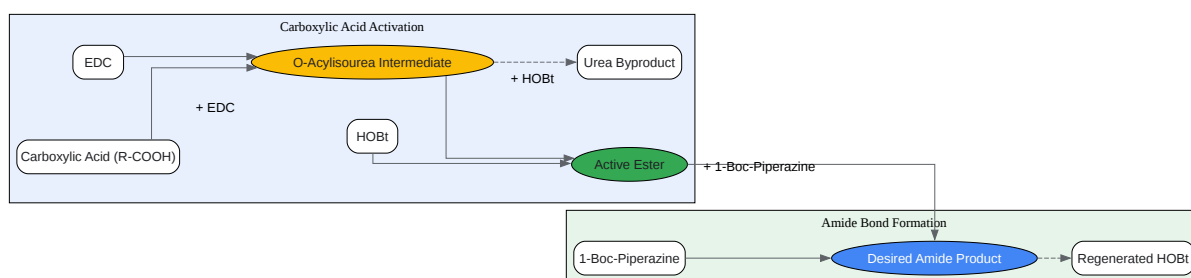 Carboxylic Acid Activation
EDC
O-Acylisourea Intermediate
Urea Byproduct
+ HOBt
+ EDC
HOBt
Carboxylic Acid (R-COOH)
Active Ester
+ 1-Boc-Piperazine
Amide Bond Formation
1-Boc-Piperazine
Desired Amide Product
Regenerated HOBt